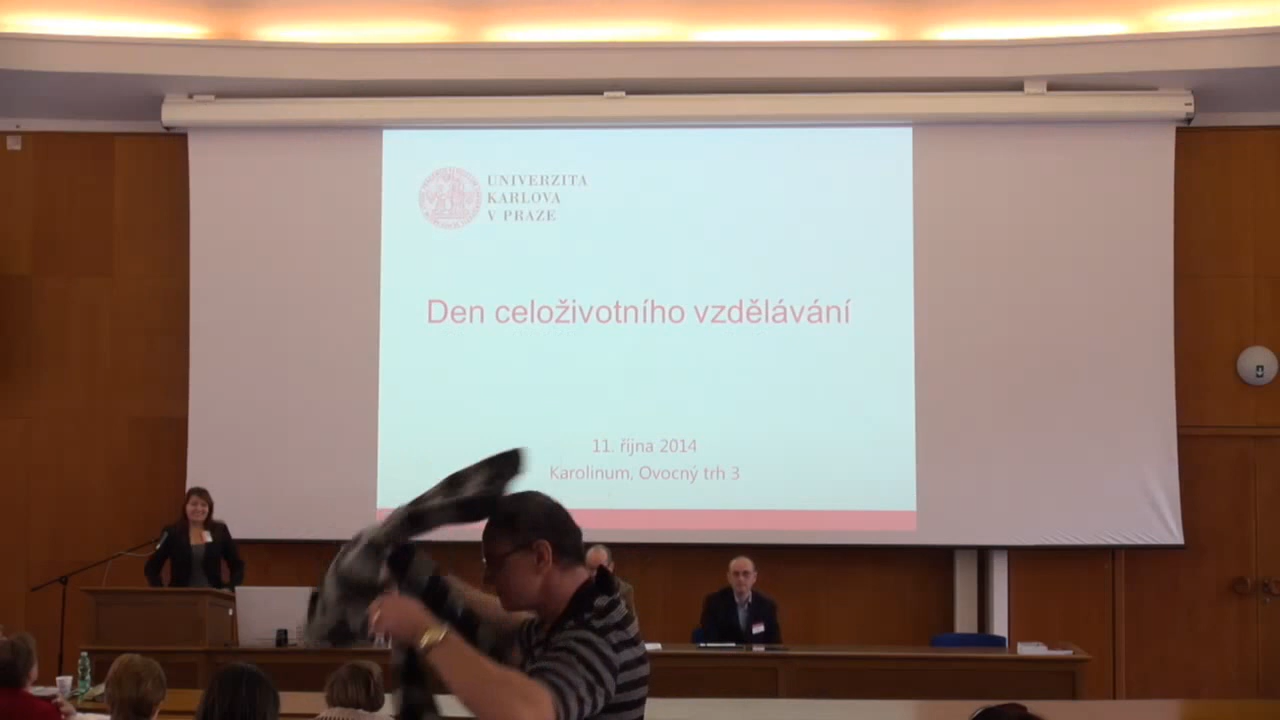 UNIVERZITA
KARLOVA
V PRAZE
Den celoživotního vzdělávání
11. října 2014
Karolinum, Ovocný trh 3